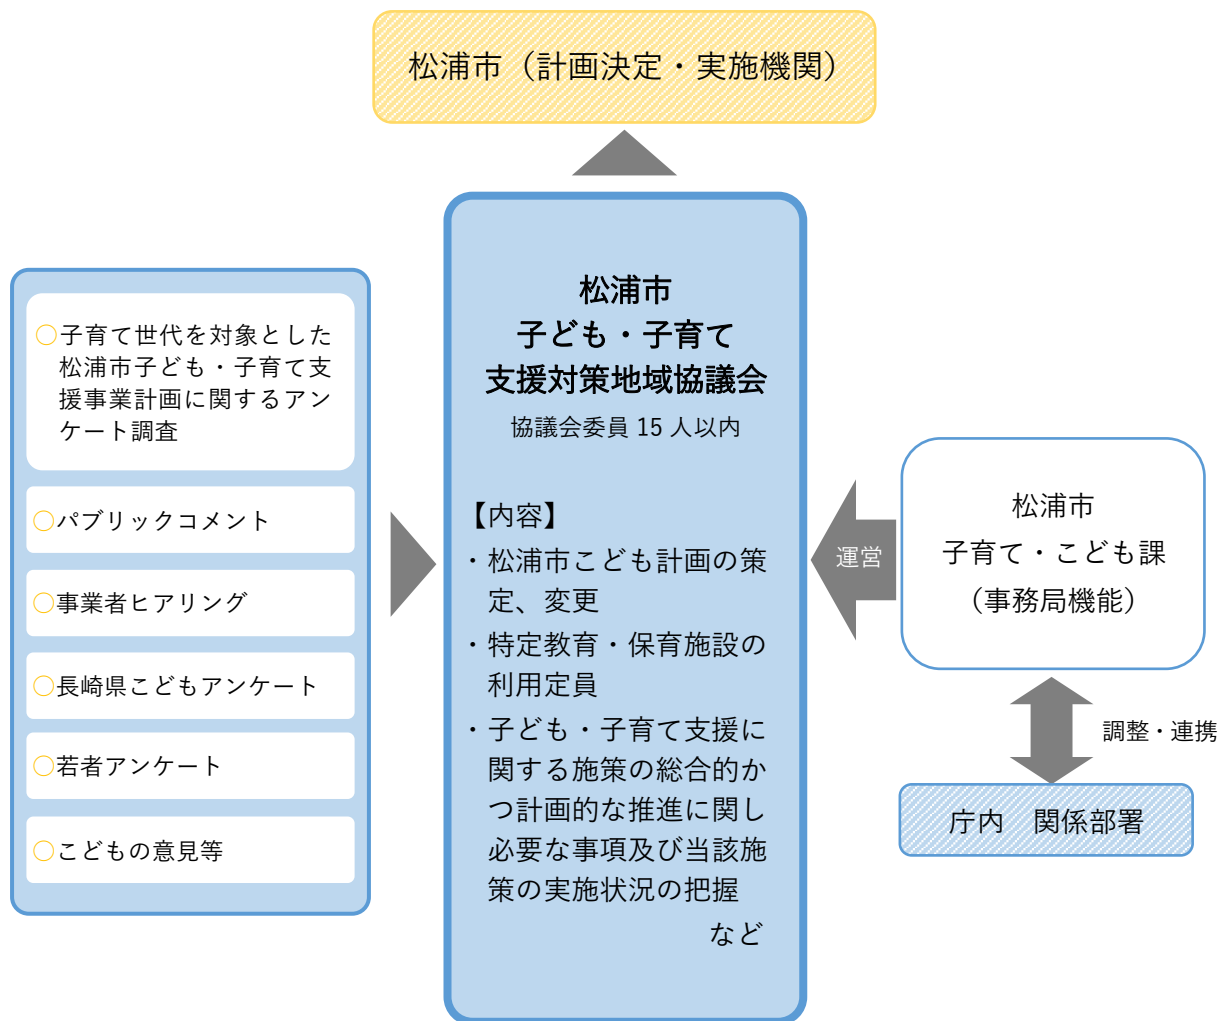 松浦市（計画決定・実施機関）
○子育て世代を対象とした
松浦市子ども・子育て支
援事業計画に関するアン
ケート調査
○パブリックコメント
○事業者ヒアリング
○長崎県こどもアンケート
○若者アンケート
○こどもの意見等
松浦市
子ども・子育て
支援対策地域協議会
協議会委員 15 人以内
【内容】
・松浦市こども計画の策
定、変更
・特定教育・保育施設の
利用定員
・子ども・子育て支援に
関する施策の総合的か
つ計画的な推進に関し
必要な事項及び当該施
策の実施状況の把握
など
運営
松浦市
子育て・こども課
（事務局機能）
調整・連携
庁内　関係部署